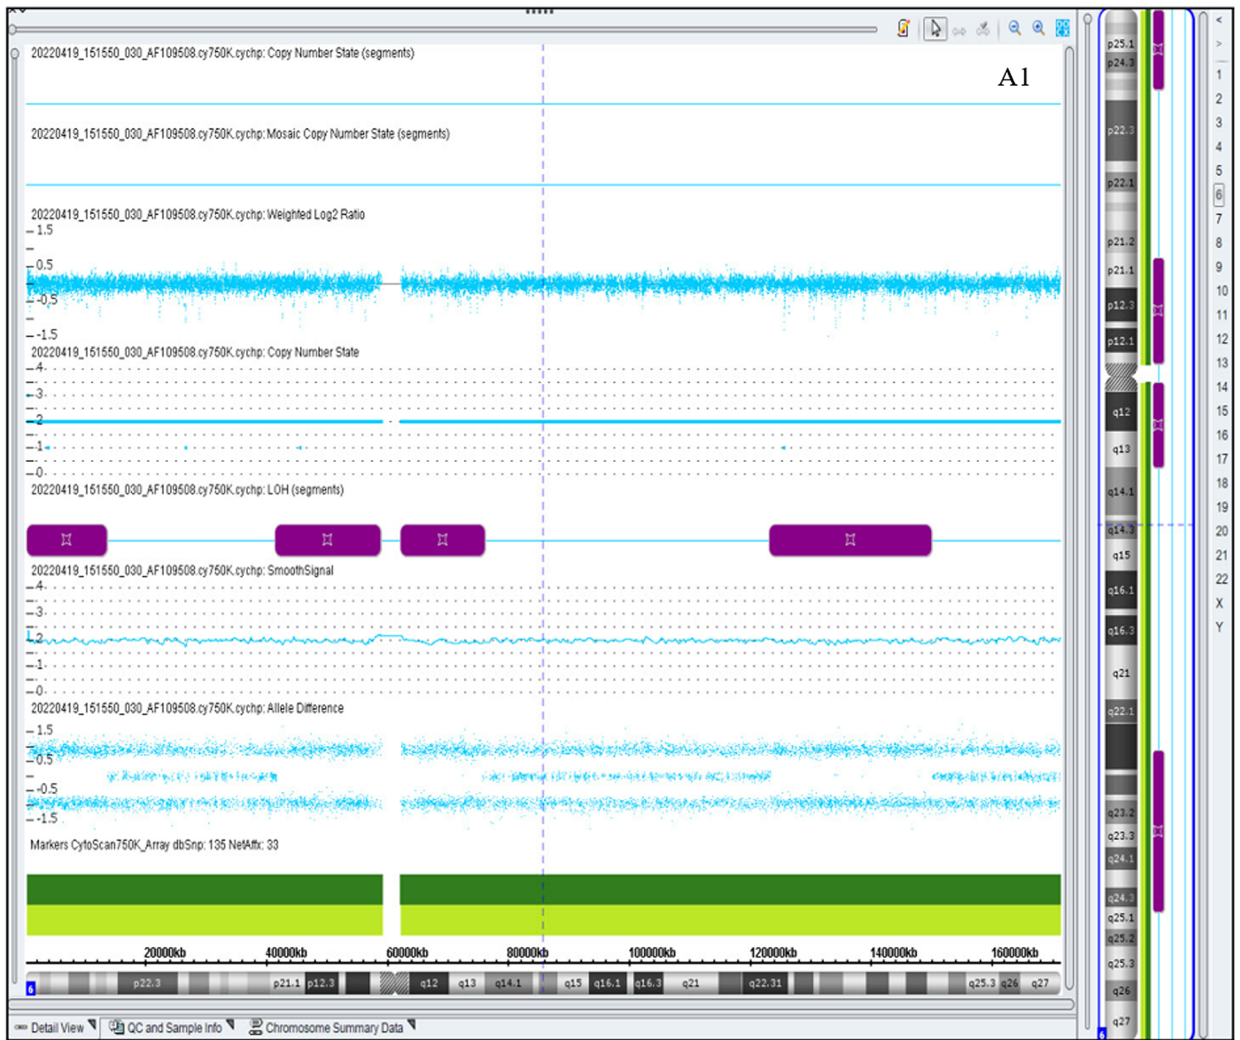 20220419_151550_030_AF109508.cy750K.cychp: Copy Number State (segments)
A1
20220419_151550_030_AF109508.cy750K.cychp: Mosaic Copy Number State (segments)
20220419_151550_030_AF109508.cy750K.cychp: Weighted Log2 Ratio
1.5
0.5
-0.5
-1.5
20220419_151550_030_AF109508.cy750K.cychp: Copy Number State
4
3
2
1
0
20220419_151550_030_AF109508.cy750K.cychp: LOH (segments)
20220419_151550_030_AF109508.cy750K.cychp: SmoothSignal
4
3
2
1
0
20220419_151550_030_AF109508.cy750K.cychp: Allele Difference
1.5
0.5
-0.5
-1.5
Markers CytoScan750K_Array dbSnp: 135 NetAffx: 33
20000kb 40000kb 60000kb 80000kb 100000kb 120000kb 140000kb 160000kb
p22.3 p21.1 p12.3 q12 q13 q14.1 q15 q16.1 q16.3 q21 q22.31 q25.3 q26 q27
6
Detail View QC and Sample Info Chromosome Summary Data
p25.1
p24.3
p22.3
p22.1
p21.2
p21.1
p12.3
p12.1
q12
q13
q14.1
q14.3
q15
q16.1
q16.3
q21
q22.1
q23.2
q23.3
q24.1
q24.3
q25.1
q25.2
q25.3
q26
q27
6
<
>
1
2
3
4
5
6
7
8
9
10
11
12
13
14
15
16
17
18
19
20
21
22
X
Y